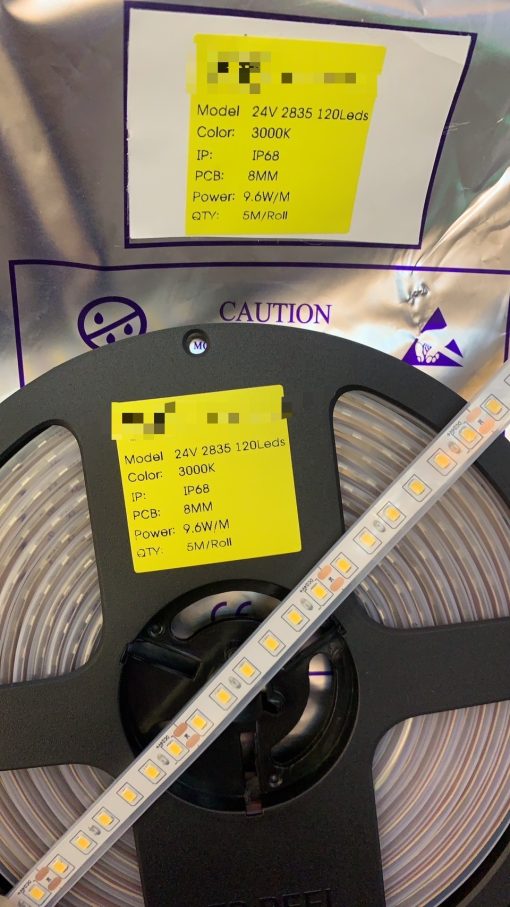 Model 24V 2835 120Leds
Color: 3000K
IP: IP68
PCB: 8MM
Power: 9.6W/M
QTY: 5M/Roll
CAUTION
Model 24V 2835 120Leds
Color: 3000K
IP: IP68
PCB: 8MM
Power: 9.6W/M
QTY: 5M/Roll